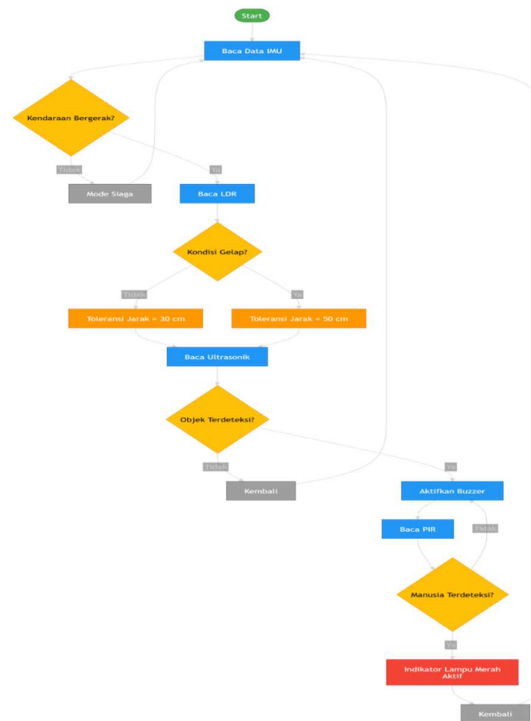 Start
Baca Data IMU
Kendaraan Bergerak?
Tidak
Ya
Mode Siaga
Baca LDR
Kondisi Gelap?
Tidak
Ya
Toleransi Jarak = 30 cm
Toleransi Jarak = 50 cm
Baca Ultrasonik
Objek Terdeteksi?
Tidak
Ya
Kembali
Aktifkan Buzzer
Baca PIR
Tidak
Manusia Terdeteksi?
Ya
Indikator Lampu Merah
Aktif
Kembali